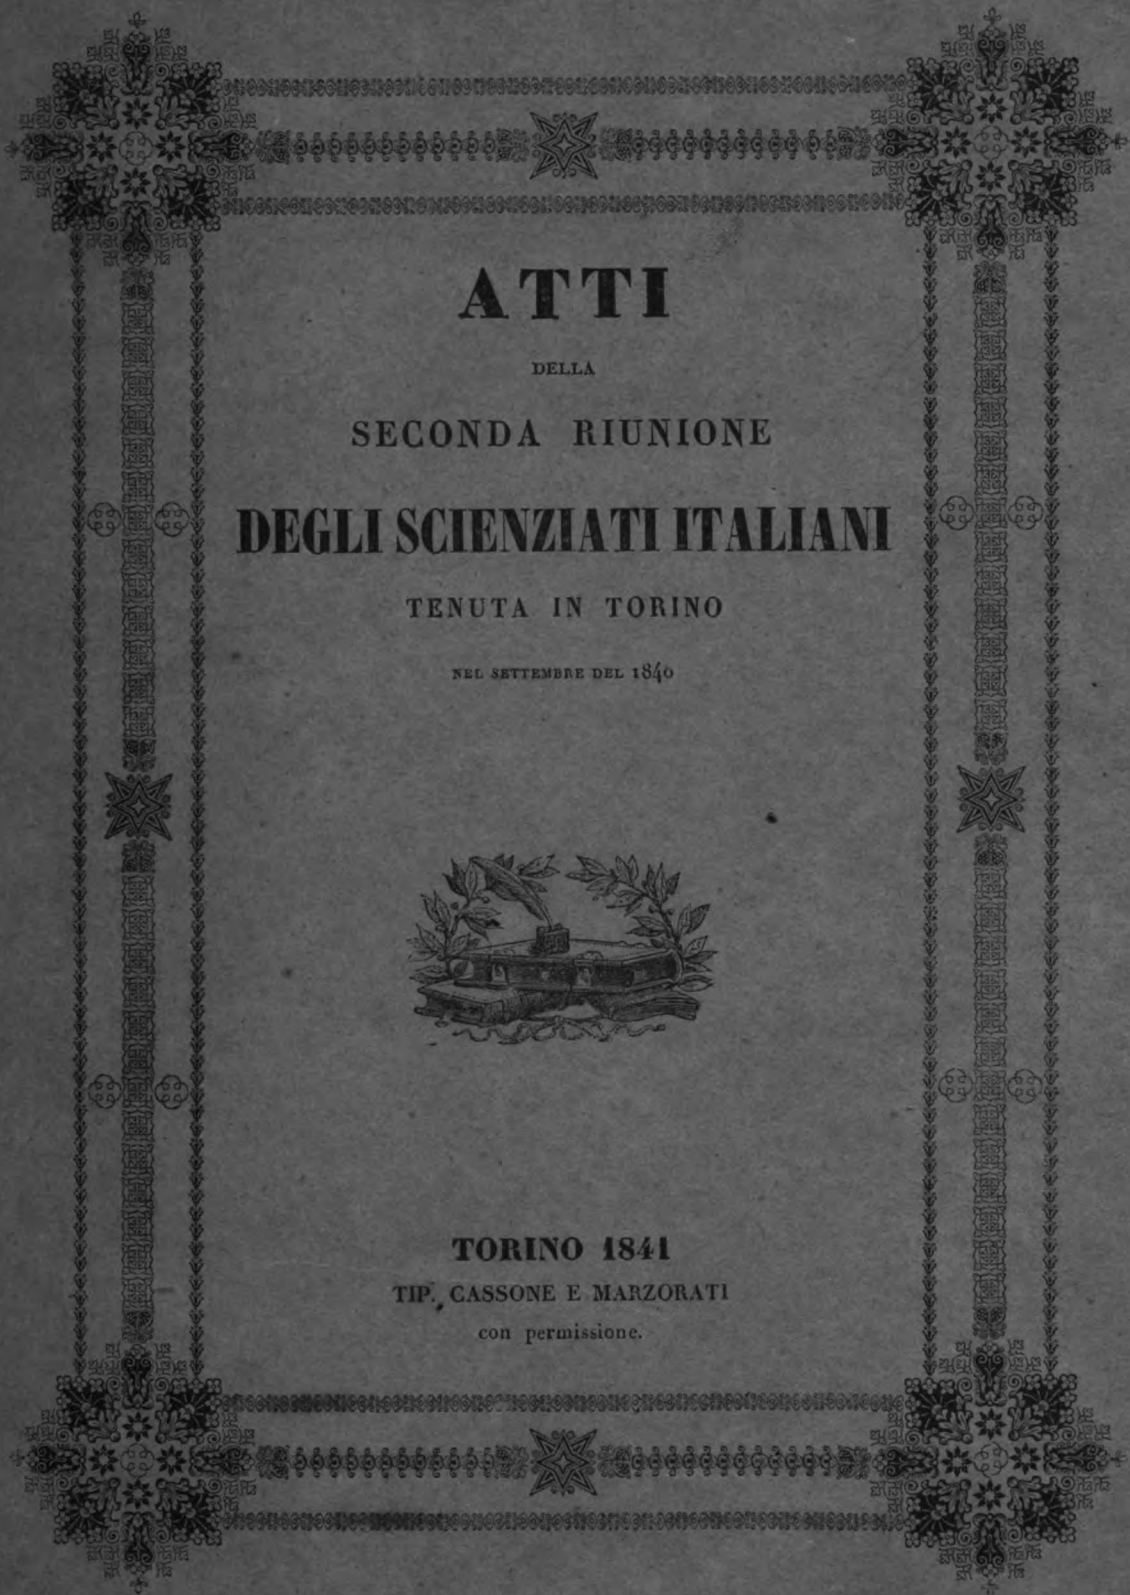 ATTI
DELLA
SECONDA RIUNIONE
DEGLI SCIENZIATI ITALIANI
TENUTA IN TORINO
NEL SETTEMBRE DEL 1840
TORINO 1841
TIP. CASSONE E MARZORATI
con permissione.